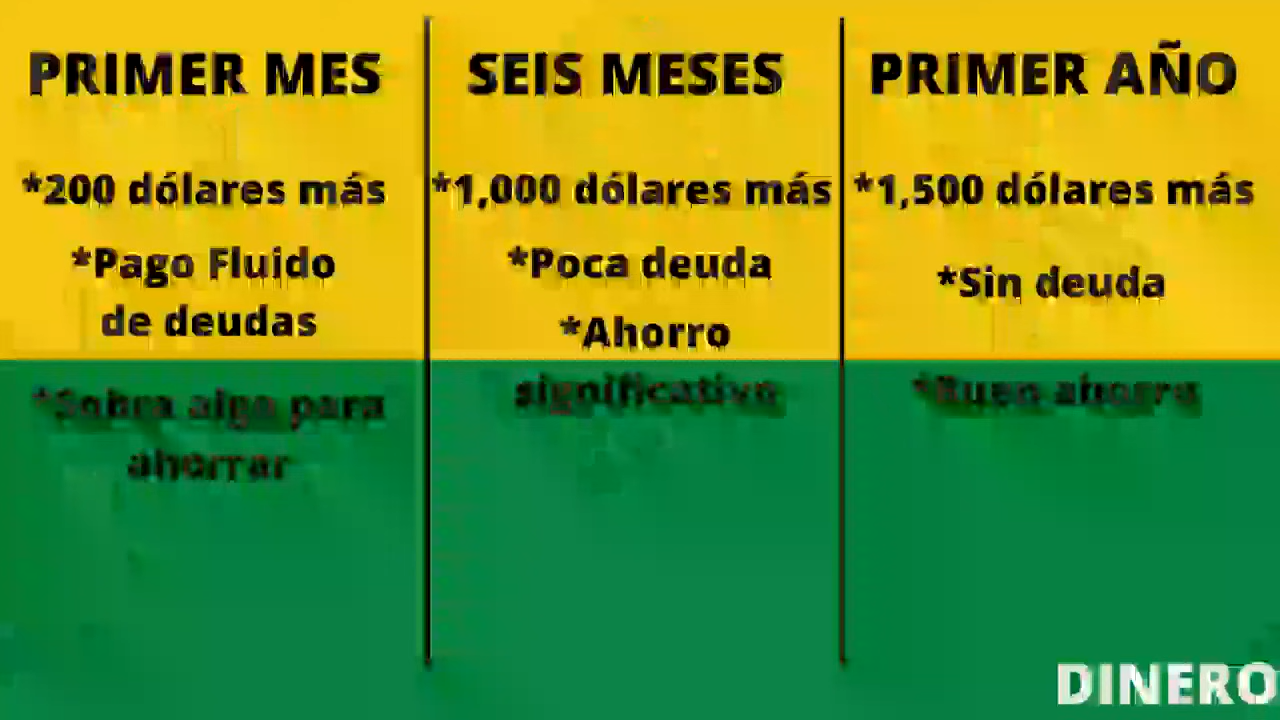 PRIMER MES
*200 dólares más
*Pago Fluido
de deudas
*Sobra algo para
ahorrar
SEIS MESES
*1,000 dólares más
*Poca deuda
*Ahorro
significativo
PRIMER AÑO
*1,500 dólares más
*Sin deuda
*Buen ahorro
DINERO